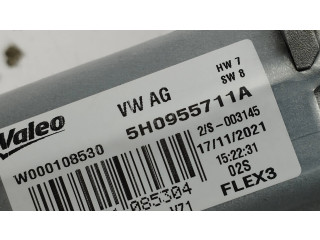 Valeo
VW AG
HW 7
SW 8
5H0955711A
W000108530
2/S -003145
17/11/2021
15:22:31
02S
FLEX3
V71